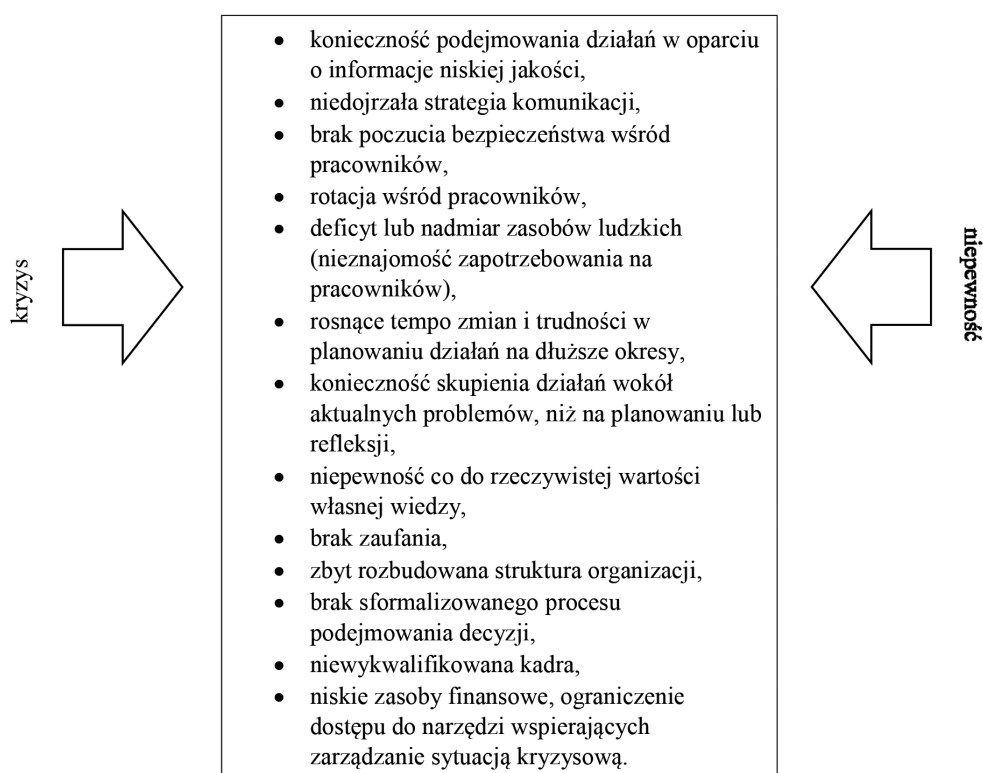 kryzys
• konieczność podejmowania działań w oparciu
o informacje niskiej jakości,
• niedojrzała strategia komunikacji,
• brak poczucia bezpieczeństwa wśród
pracowników,
• rotacja wśród pracowników,
• deficyt lub nadmiar zasobów ludzkich
(nieznajomość zapotrzebowania na
pracowników),
• rosnące tempo zmian i trudności w
planowaniu działań na dłuższe okresy,
• konieczność skupienia działań wokół
aktualnych problemów, niż na planowaniu lub
refleksji,
• niepewność co do rzeczywistej wartości
własnej wiedzy,
• brak zaufania,
• zbyt rozbudowana struktura organizacji,
• brak sformalizowanego procesu
podejmowania decyzji,
• niewykwalifikowana kadra,
• niskie zasoby finansowe, ograniczenie
dostępu do narzędzi wspierających
zarządzanie sytuacją kryzysową.
niepewność